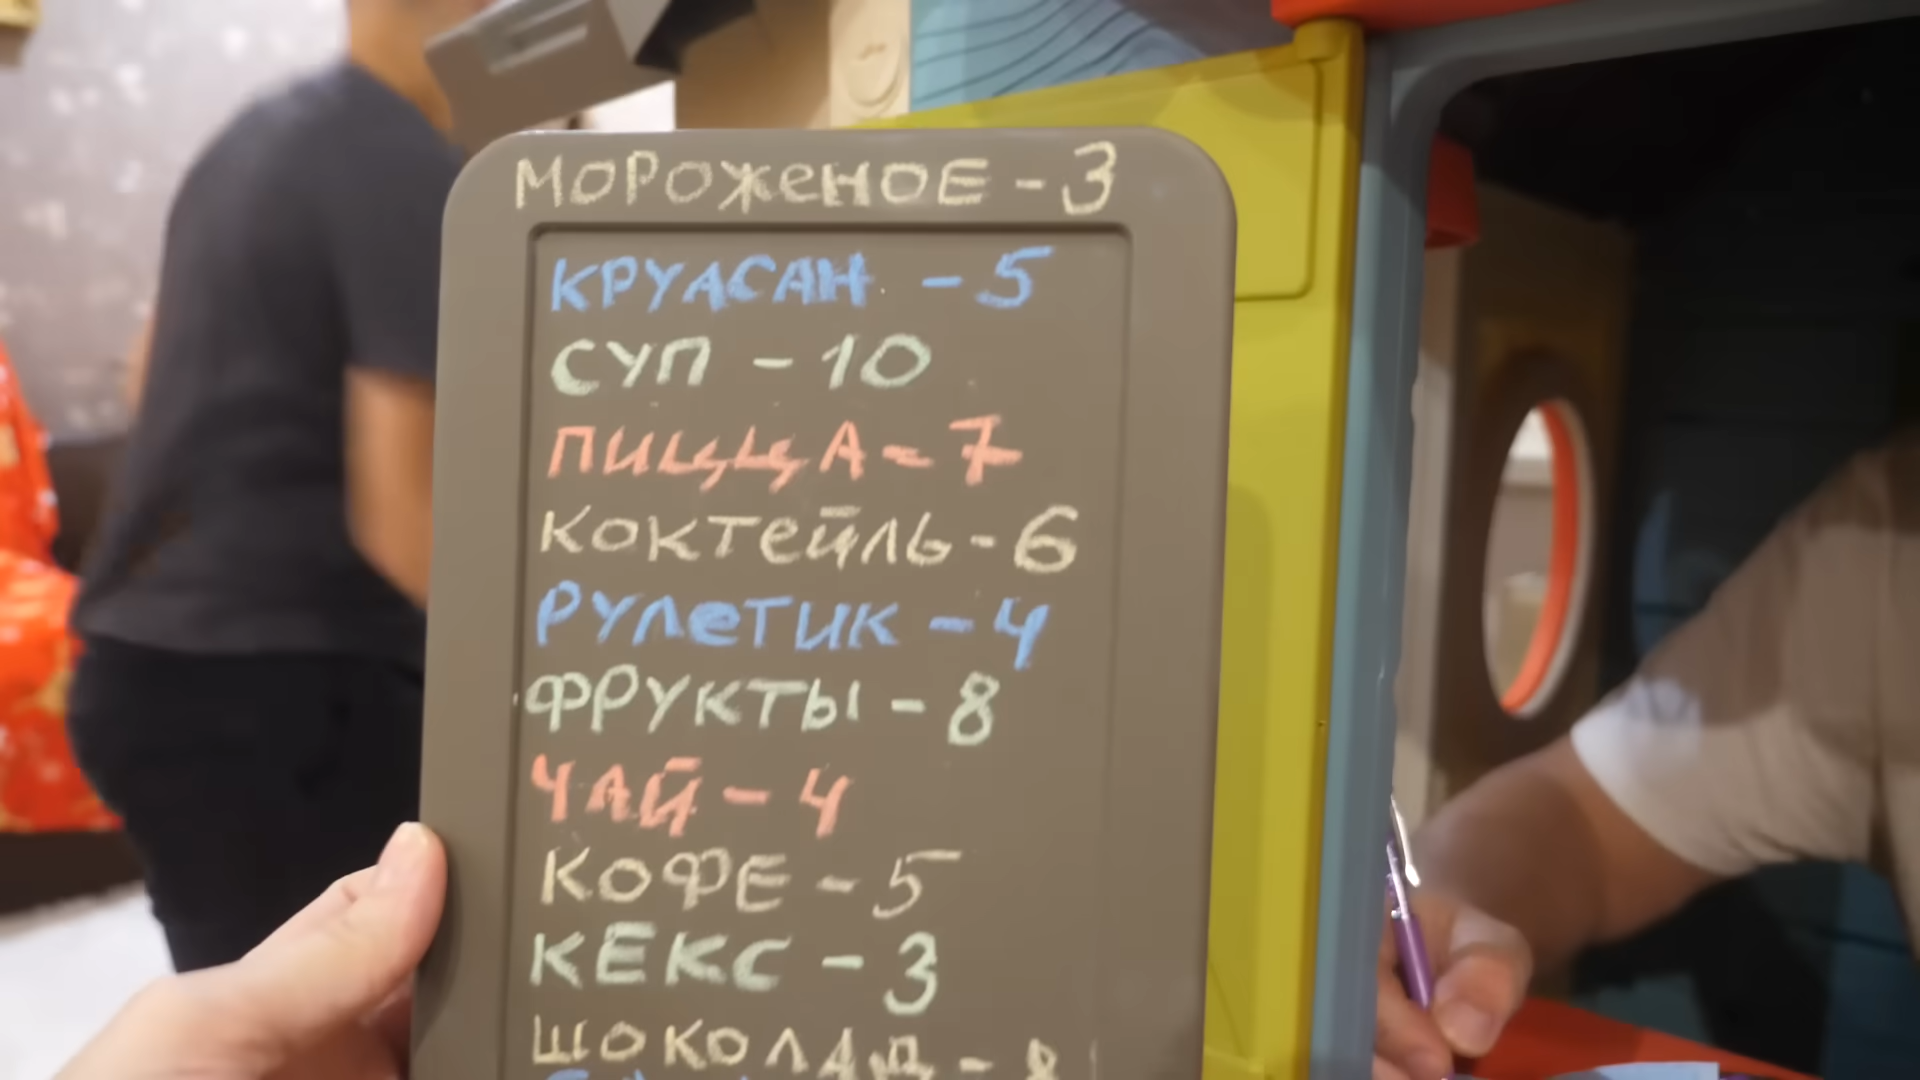 МОРОЖЕНОЕ - 3
КРУАСАН - 5
СУП - 10
ПИЦЦА - 7
КОКТЕЙЛЬ - 6
РУЛЕТИК - 4
ФРУКТЫ - 8
ЧАЙ - 4
КОФЕ - 5
КЕКС - 3
ШОКОЛАД -